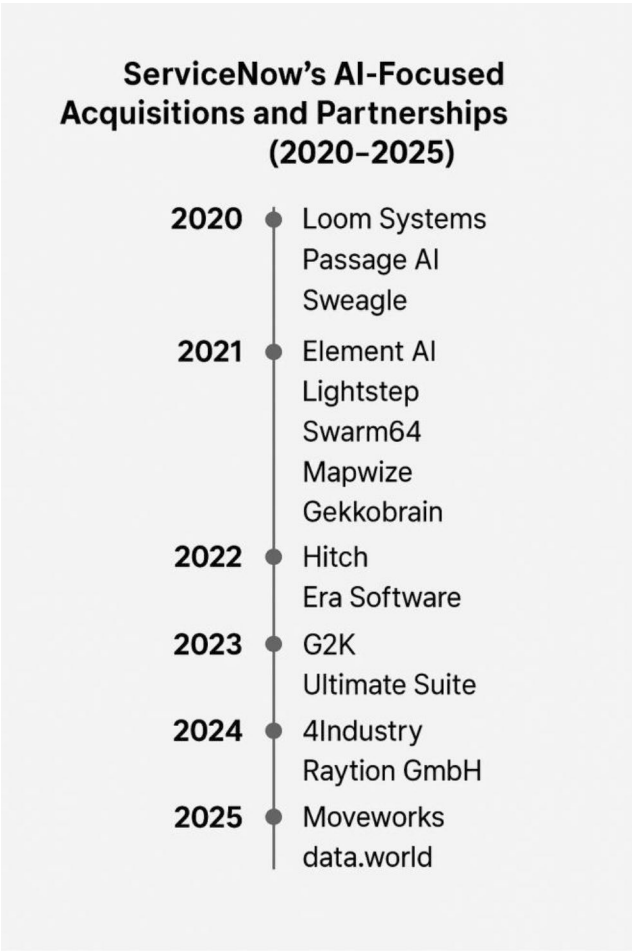 ServiceNow’s AI-Focused
Acquisitions and Partnerships
(2020–2025)
2020 Loom Systems
Passage AI
Sweagle
2021 Element AI
Lightstep
Swarm64
Mapwize
Gekkobrain
2022 Hitch
Era Software
2023 G2K
Ultimate Suite
2024 4Industry
Raytion GmbH
2025 Moveworks
data.world